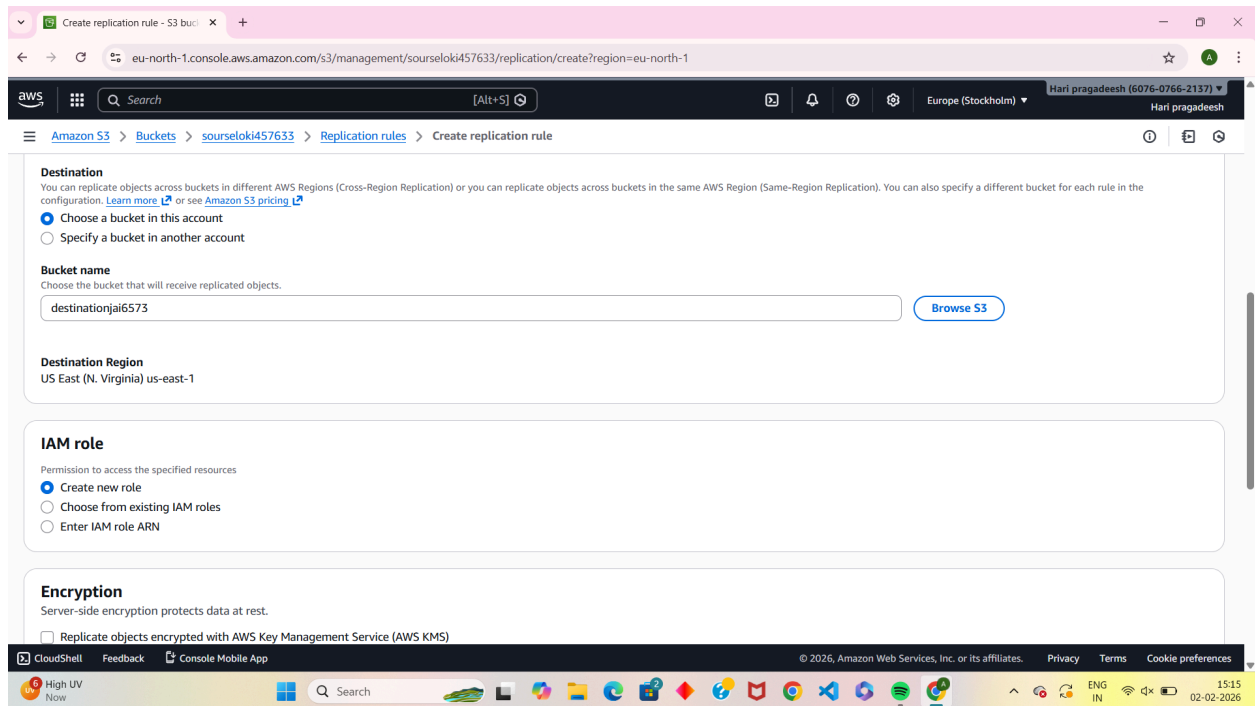 Create replication rule - S3 buc
eu-north-1.console.aws.amazon.com/s3/management/sourseloki457633/replication/create?region=eu-north-1
aws
Search
[Alt+S]
Europe (Stockholm)
Hari pragadeesh (6076-0766-2137)
Hari pragadeesh
Amazon S3 > Buckets > sourseloki457633 > Replication rules > Create replication rule
Destination
You can replicate objects across buckets in different AWS Regions (Cross-Region Replication) or you can replicate objects across buckets in the same AWS Region (Same-Region Replication). You can also specify a different bucket for each rule in the
configuration. Learn more or see Amazon S3 pricing
Choose a bucket in this account
Specify a bucket in another account
Bucket name
Choose the bucket that will receive replicated objects.
destinationjai6573
Browse S3
Destination Region
US East (N. Virginia) us-east-1
IAM role
Permission to access the specified resources
Create new role
Choose from existing IAM roles
Enter IAM role ARN
Encryption
Server-side encryption protects data at rest.
Replicate objects encrypted with AWS Key Management Service (AWS KMS)
CloudShell Feedback Console Mobile App
© 2026, Amazon Web Services, Inc. or its affiliates. Privacy Terms Cookie preferences
6
UV
High UV
Now
Search
2
A
ENG
IN
15:15
02-02-2026